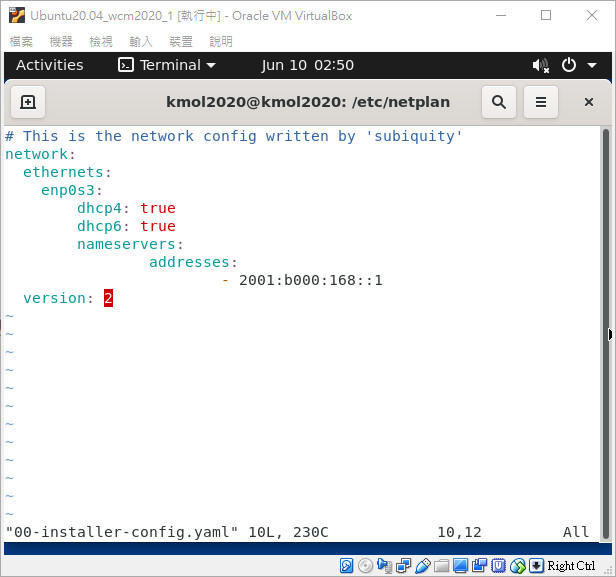 Ubuntu20.04_wcm2020_1 [執行中] - Oracle VM VirtualBox
檔案 機器 檢視 輸入 裝置 說明
Activities Terminal Jun 10 02:50
kmol2020@kmol2020: /etc/netplan
# This is the network config written by 'subiquity'
network:
  ethernets:
    enp0s3:
        dhcp4: true
        dhcp6: true
        nameservers:
                addresses:
                        - 2001:b000:168::1
  version: 2
~
~
~
~
~
~
~
~
~
~
~
~
"00-installer-config.yaml" 10L, 230C 10,12 All
Right Ctrl